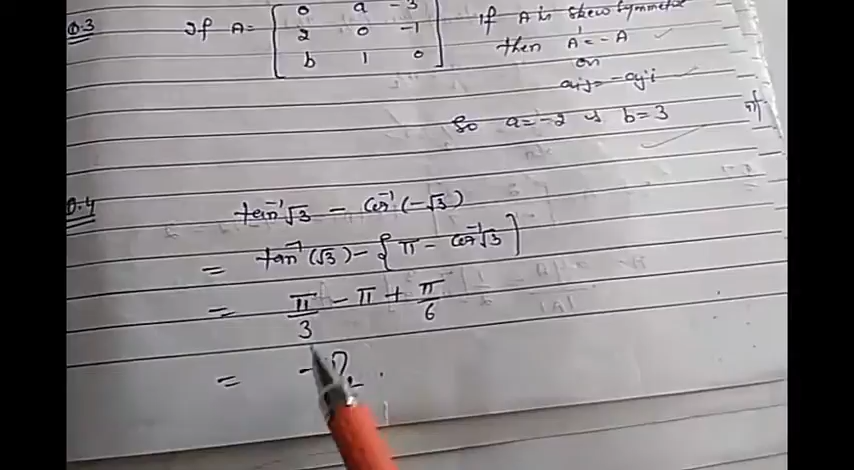 Q.3 If A = [ 0 a -3 If A is skew symmetric
2 0 -1 then A' = -A
b 1 0 ] or
aij = -aji
So a = -2 & b = 3
Q.4 tan⁻¹√3 - cot⁻¹(-√3)
= tan⁻¹(√3) - {π - cot⁻¹√3}
= π/3 - π + π/6
=